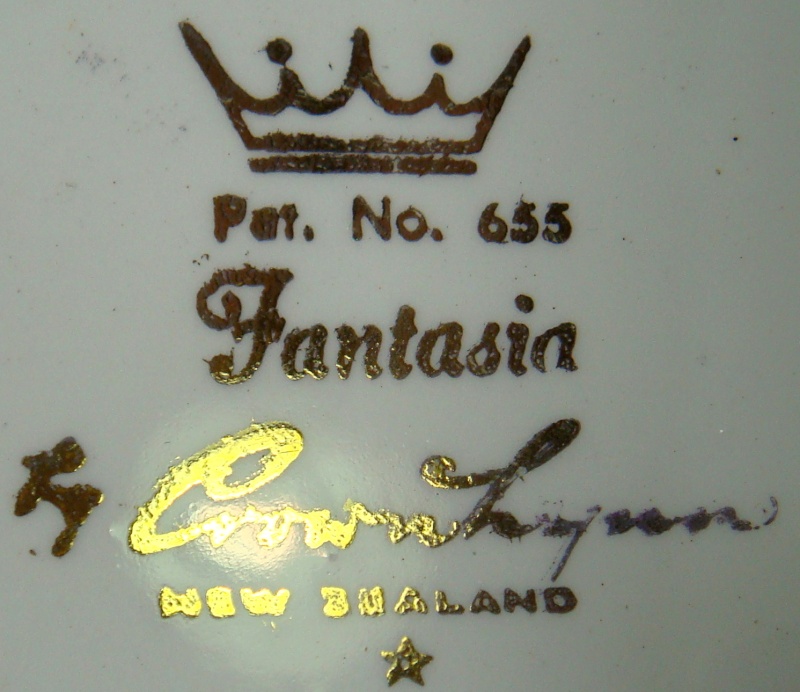 Pat. No. 655
Fantasia
Crown Lynn
NEW ZEALAND